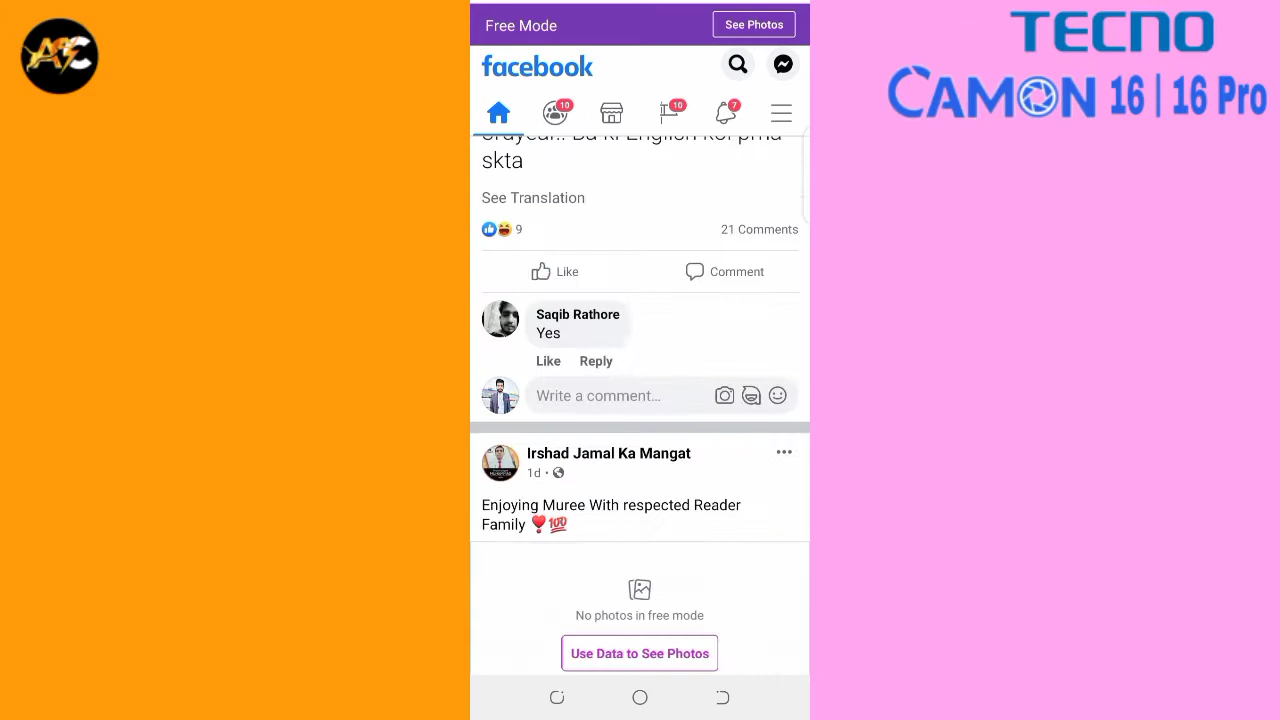 Free Mode
See Photos
facebook
10
10
7
skta
See Translation
9
21 Comments
Like
Comment
Saqib Rathore
Yes
Like Reply
Write a comment...
Irshad Jamal Ka Mangat
1d
Enjoying Muree With respected Reader
Family ❣️💯
No photos in free mode
Use Data to See Photos
TECNO
CAMON 16 | 16 Pro